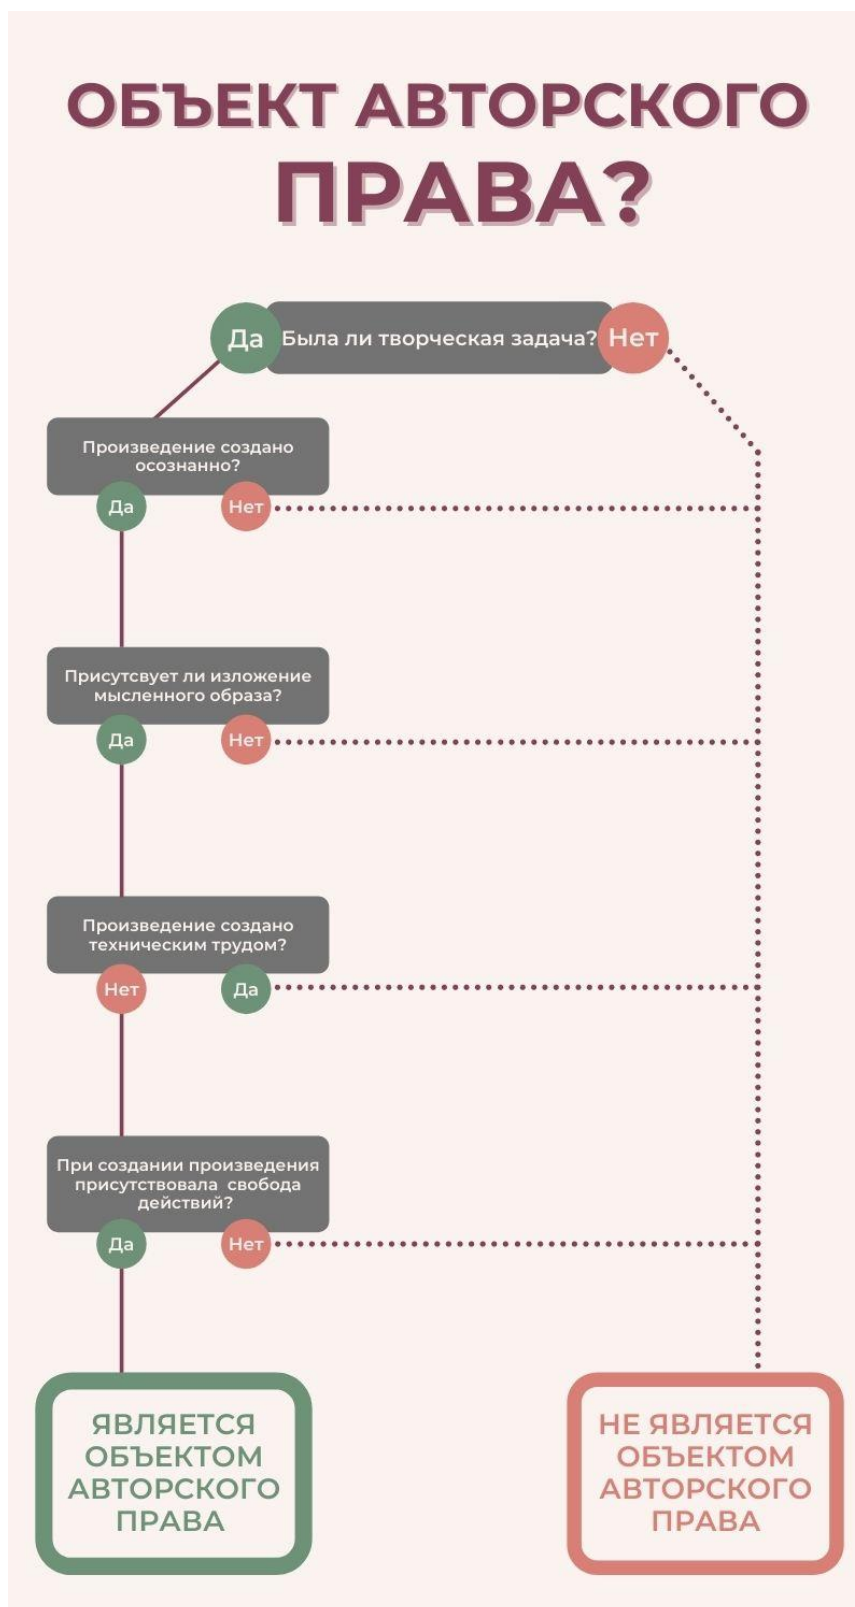 ОБЪЕКТ АВТОРСКОГО
ПРАВА?
Да
Была ли творческая задача?
Нет
Произведение создано
осознанно?
Да
Нет
Присутсвует ли изложение
мысленного образа?
Да
Нет
Произведение создано
техническим трудом?
Нет
Да
При создании произведения
присутствовала свобода
действий?
Да
Нет
ЯВЛЯЕТСЯ
ОБЪЕКТОМ
АВТОРСКОГО
ПРАВА
НЕ ЯВЛЯЕТСЯ
ОБЪЕКТОМ
АВТОРСКОГО
ПРАВА